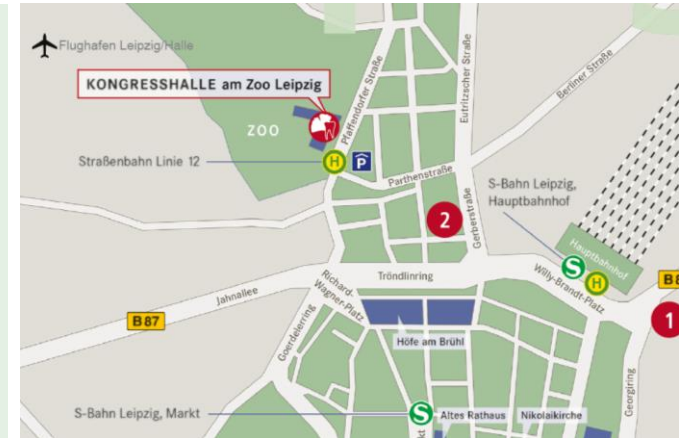 Flughafen Leipzig/Halle
KONGRESSHALLE am Zoo Leipzig
ZOO
Pfaffendorfer Straße
Eutritzscher Straße
Berliner Straße
Straßenbahn Linie 12
H
P
Parthenstraße
S-Bahn Leipzig,
Hauptbahnhof
2
Gerberstraße
Hauptbahnhof
S
H
Willy-Brandt-Platz
B8
1
Tröndlinring
Richard-
Wagner-Platz
Jahnallee
B87
Goerdelerring
Höfe am Brühl
Georgiring
S-Bahn Leipzig, Markt
S
Altes Rathaus
Nikolaikirche